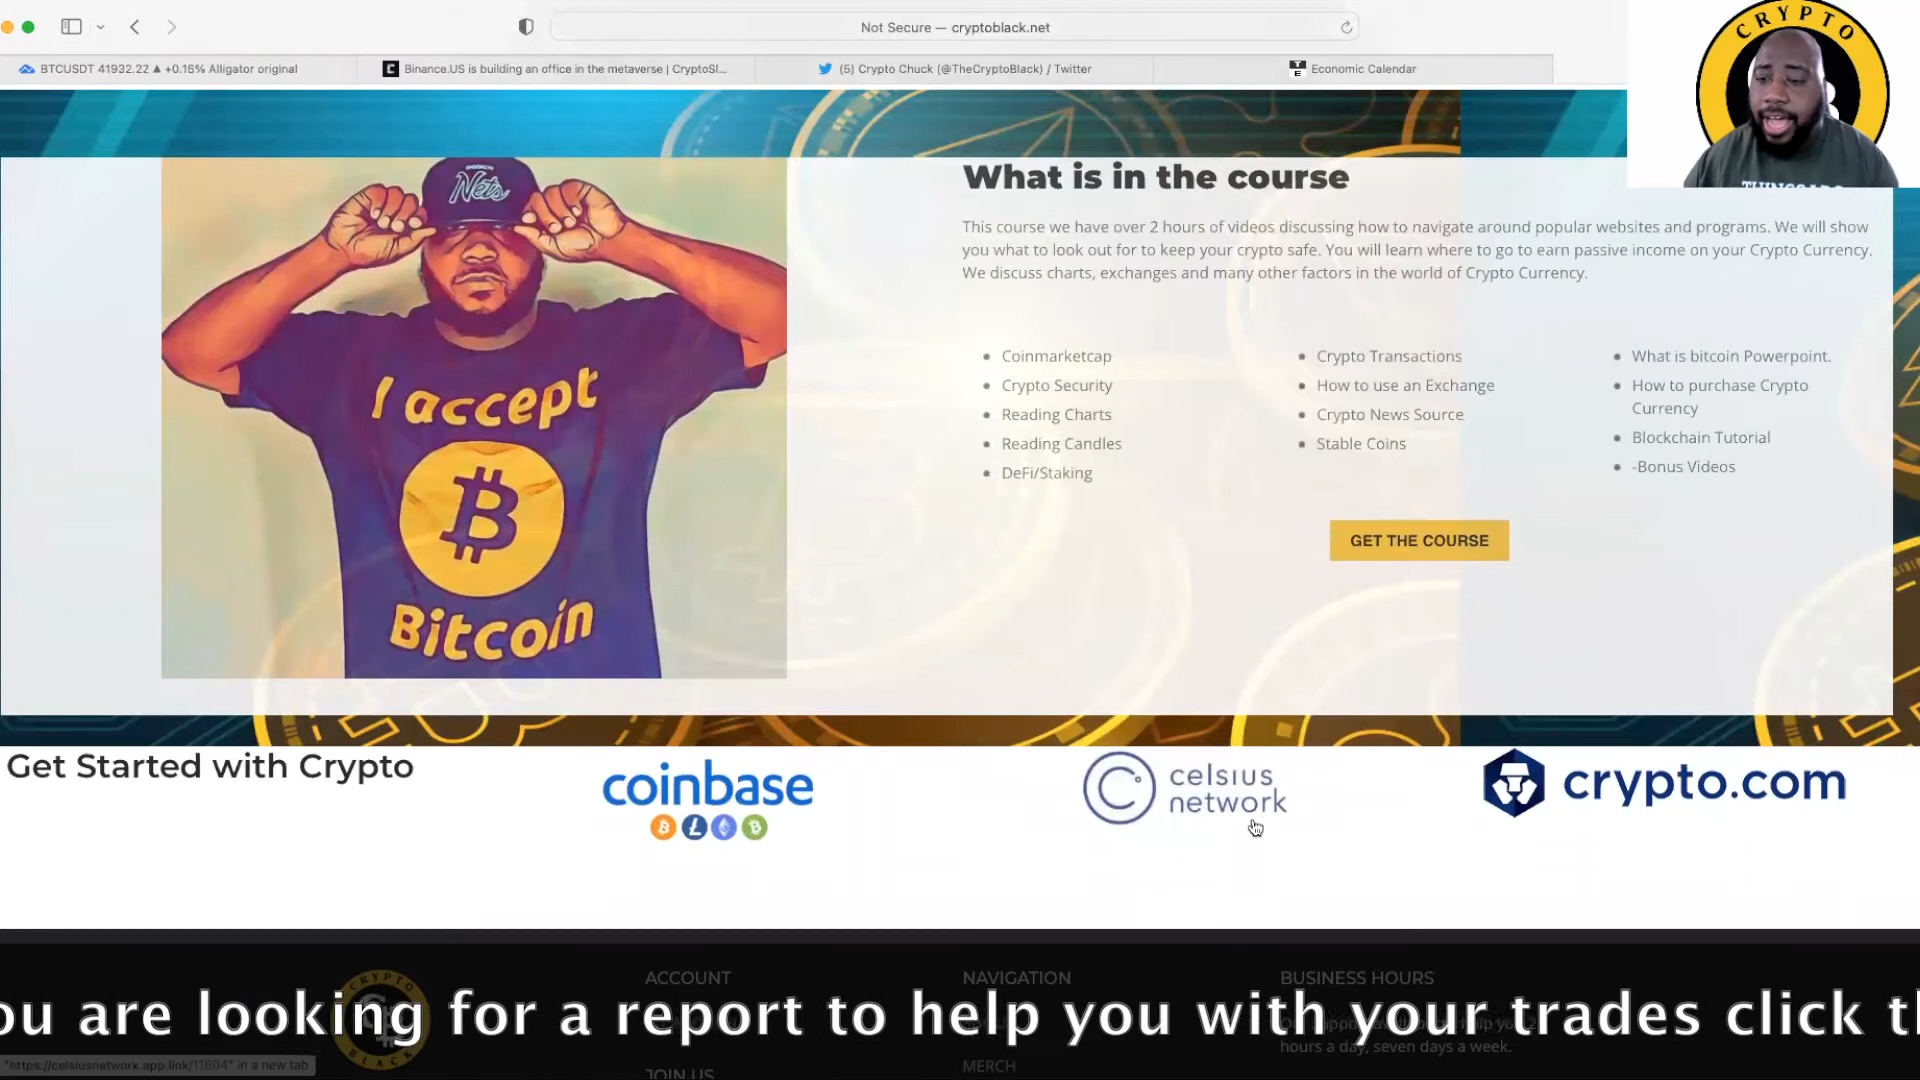 Not Secure — cryptoblack.net
BTCUSDT 41932.22 ▲ +0.15% Alligator original
Binance.US is building an office in the metaverse | CryptoSl...
(5) Crypto Chuck (@TheCryptoBlack) / Twitter
Economic Calendar
CRYPTO
Nets
I accept
Bitcoin
What is in the course
This course we have over 2 hours of videos discussing how to navigate around popular websites and programs. We will show
you what to look out for to keep your crypto safe. You will learn where to go to earn passive income on your Crypto Currency.
We discuss charts, exchanges and many other factors in the world of Crypto Currency.
Coinmarketcap
Crypto Security
Reading Charts
Reading Candles
DeFi/Staking
Crypto Transactions
How to use an Exchange
Crypto News Source
Stable Coins
What is bitcoin Powerpoint.
How to purchase Crypto
Currency
Blockchain Tutorial
-Bonus Videos
GET THE COURSE
Get Started with Crypto
coinbase
celsius
network
crypto.com
CRYPTO
BLACK
ACCOUNT
NAVIGATION
BUSINESS HOURS
ou are looking for a report to help you with your trades click th
hours a day, seven days a week.
"https://celsiusnetwork.app.link/11604" in a new tab
JOIN US
MERCH